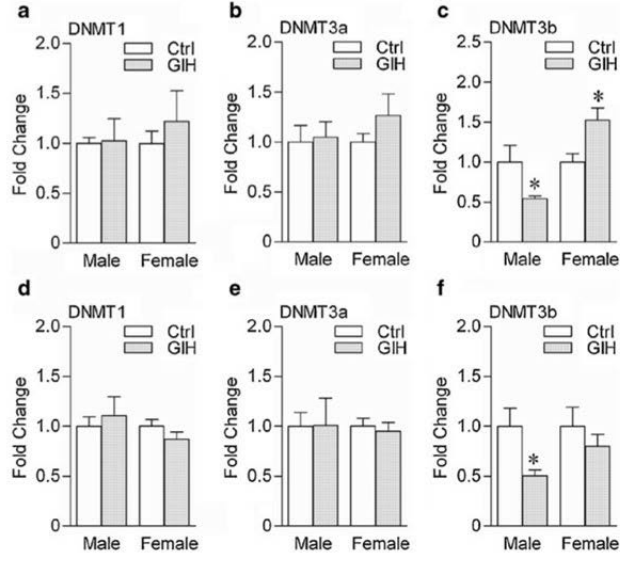 a
DNMT1
Ctrl
GIH
Fold Change
2.0
1.5
1.0
0.5
0
Male Female
b
DNMT3a
Ctrl
GIH
Fold Change
2.0
1.5
1.0
0.5
0
Male Female
c
DNMT3b
Ctrl
GIH
Fold Change
2.5
2.0
1.5
1.0
0.5
0
*
*
Male Female
d
DNMT1
Ctrl
GIH
Fold Change
2.0
1.5
1.0
0.5
0
Male Female
e
DNMT3a
Ctrl
GIH
Fold Change
2.0
1.5
1.0
0.5
0
Male Female
f
DNMT3b
Ctrl
GIH
Fold Change
2.0
1.5
1.0
0.5
0
*
Male Female